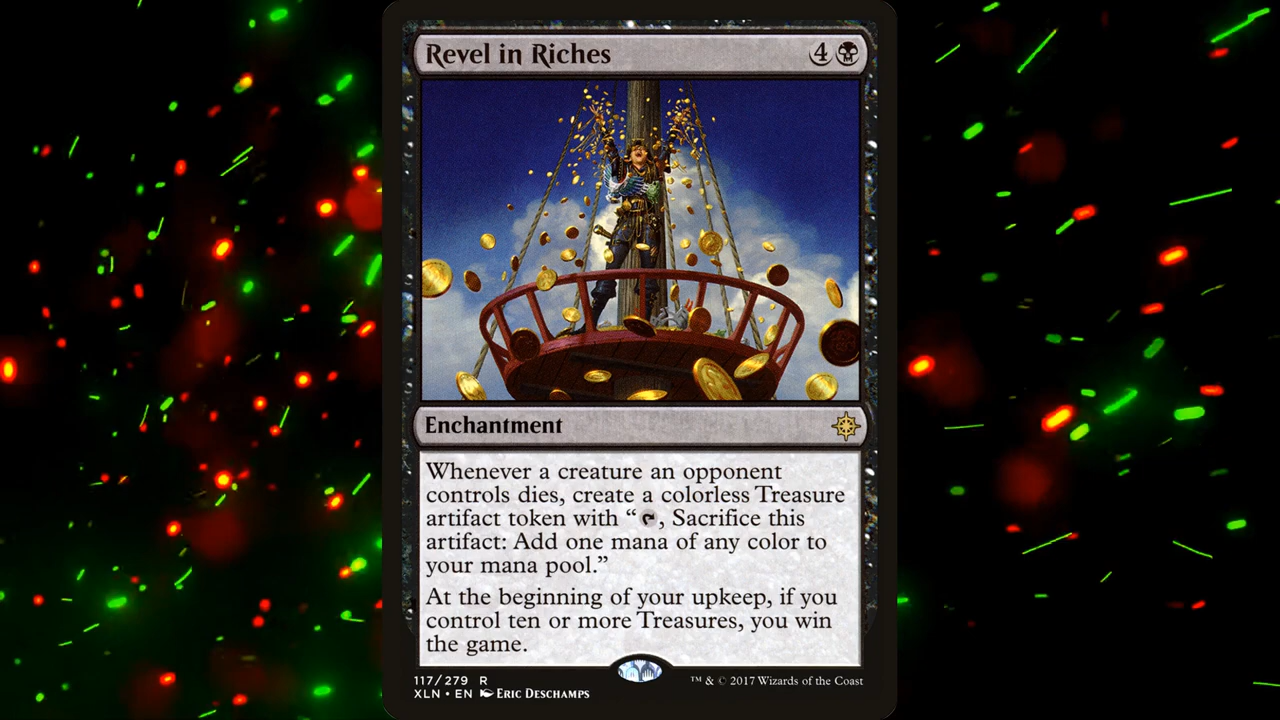 Revel in Riches 4
Enchantment
Whenever a creature an opponent
controls dies, create a colorless Treasure
artifact token with “ , Sacrifice this
artifact: Add one mana of any color to
your mana pool.”
At the beginning of your upkeep, if you
control ten or more Treasures, you win
the game.
117/279 R
XLN • EN Eric Deschamps
™ & © 2017 Wizards of the Coast